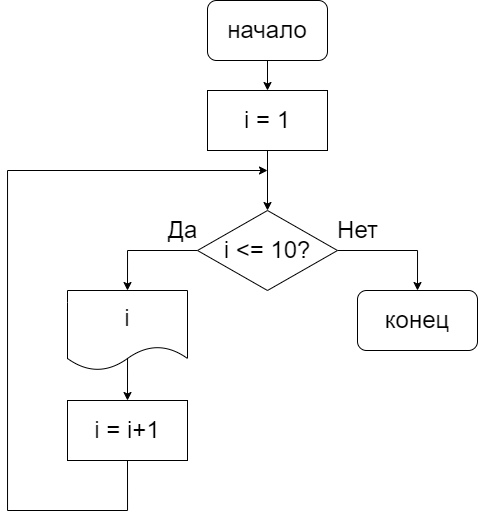 начало
i = 1
Да
Нет
i <= 10?
i
конец
i = i+1